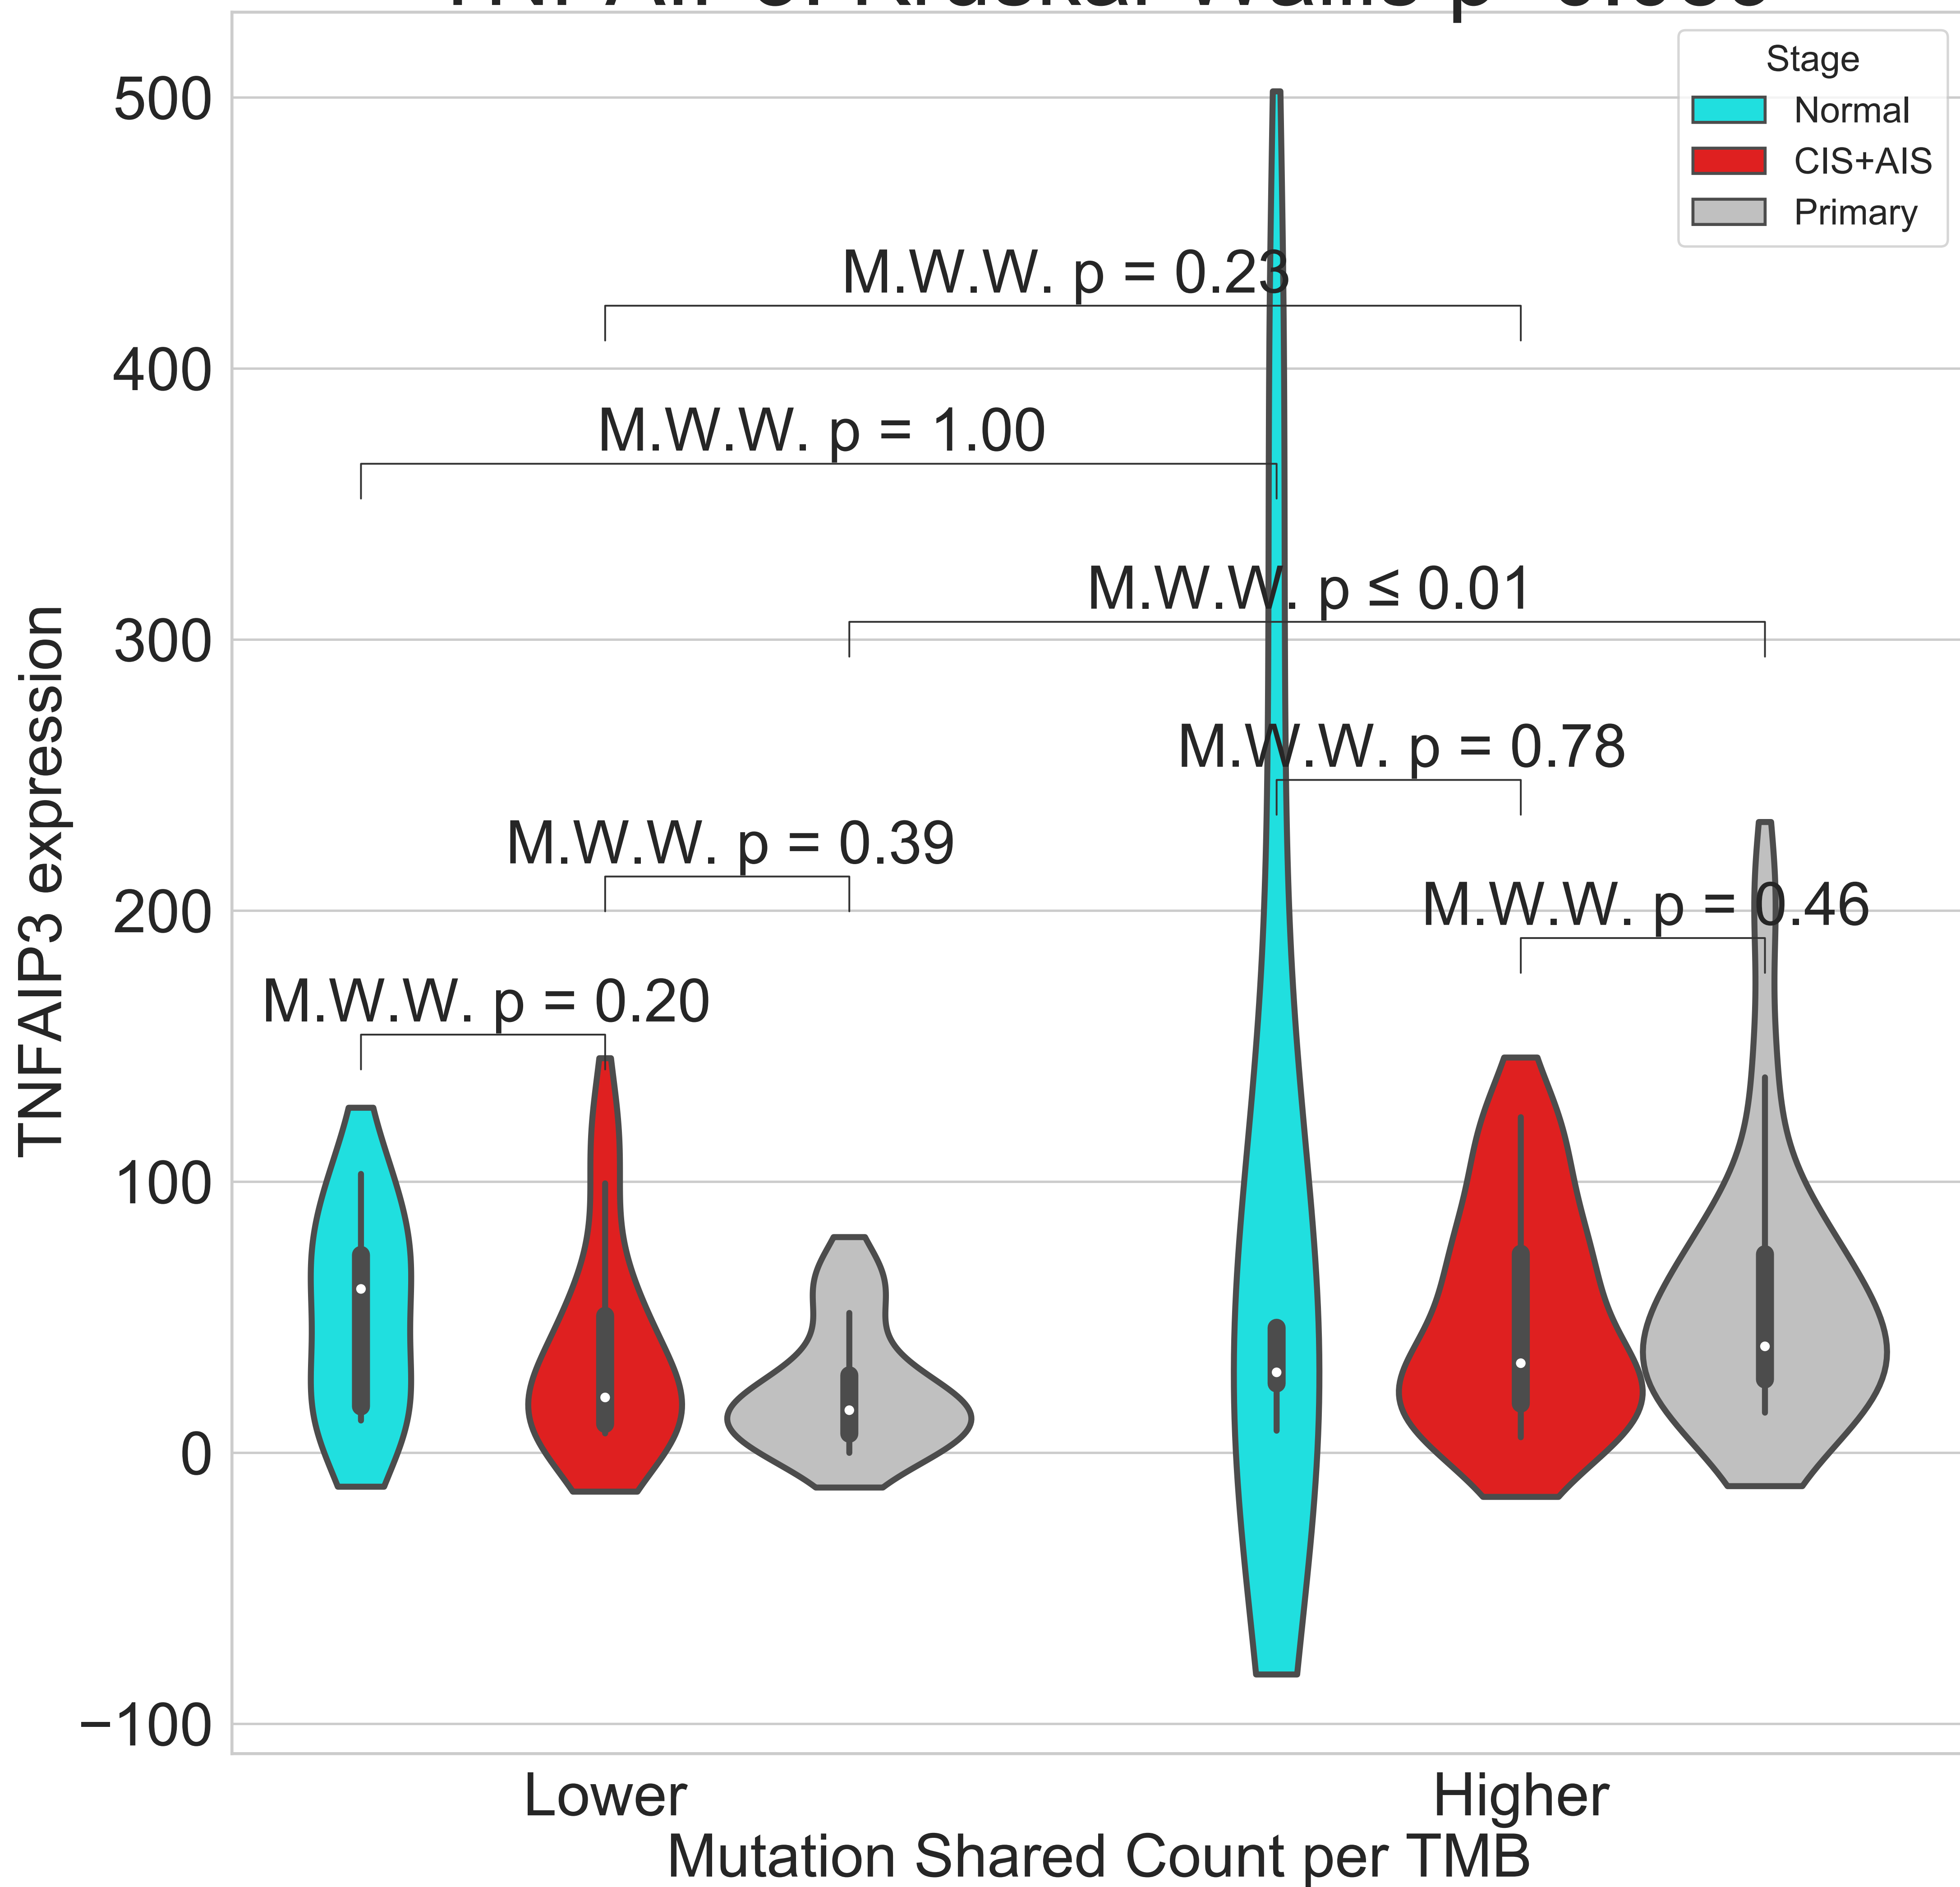 Stage
Normal
CIS+AIS
Primary
500
400
300
200
100
0
−100
TNFAIP3 expression
M.W.W. p = 0.23
M.W.W. p = 1.00
M.W.W. p ≤ 0.01
M.W.W. p = 0.78
M.W.W. p = 0.39
M.W.W. p = 0.46
M.W.W. p = 0.20
Lower
Higher
Mutation Shared Count per TMB